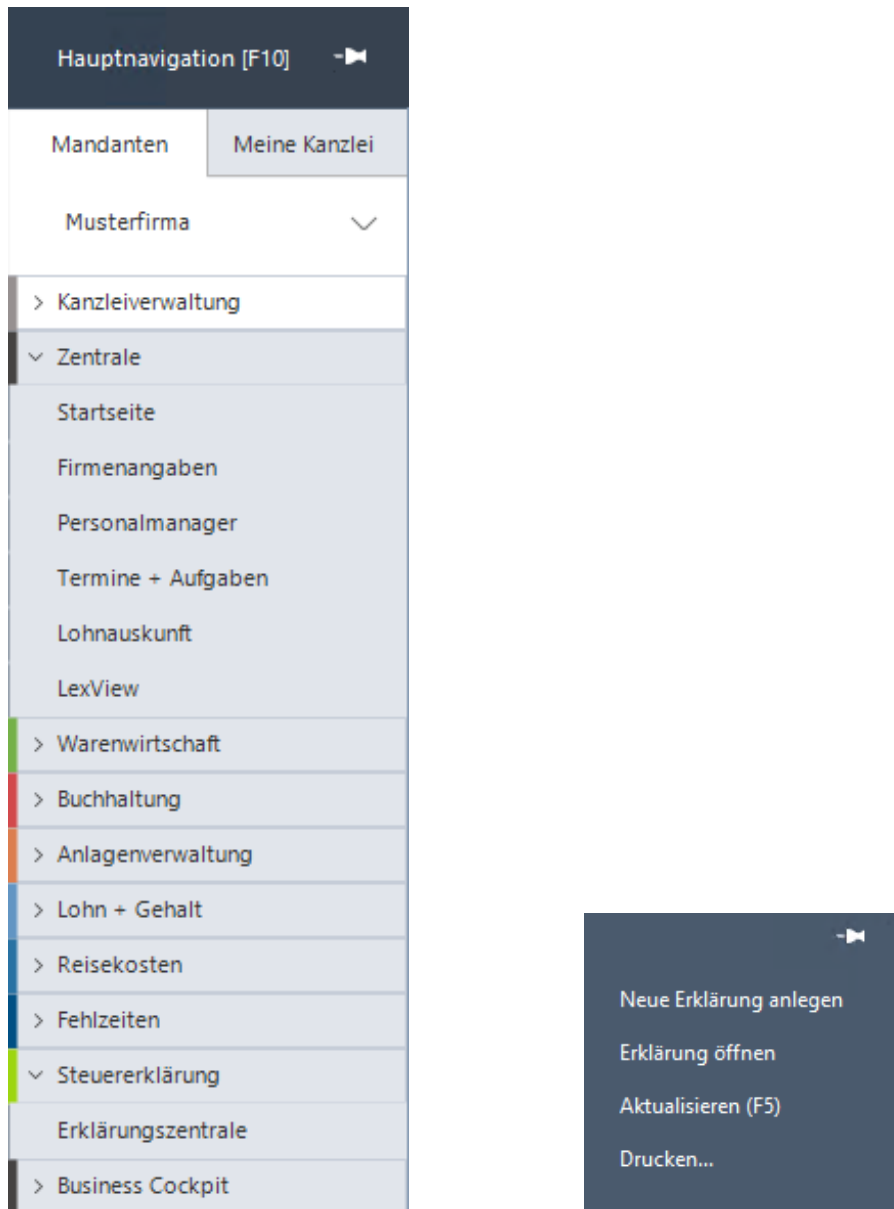 Hauptnavigation [F10]
Mandanten
Meine Kanzlei
Musterfirma
> Kanzleiverwaltung
Zentrale
Startseite
Firmenangaben
Personalmanager
Termine + Aufgaben
Lohnauskunft
LexView
> Warenwirtschaft
> Buchhaltung
> Anlagenverwaltung
> Lohn + Gehalt
> Reisekosten
> Fehlzeiten
Steuererklärung
Erklärungszentrale
> Business Cockpit
Neue Erklärung anlegen
Erklärung öffnen
Aktualisieren (F5)
Drucken...